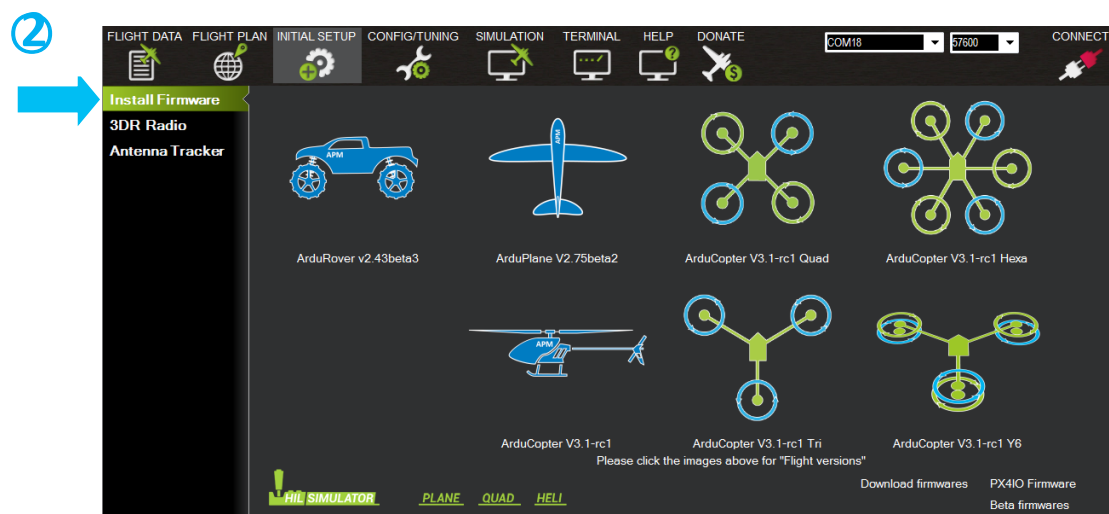 2
FLIGHT DATA FLIGHT PLAN INITIAL SETUP CONFIG/TUNING SIMULATION TERMINAL HELP DONATE COM18 57600 CONNECT
Install Firmware
3DR Radio
Antenna Tracker
APM
APM
ArduRover v2.43beta3 ArduPlane V2.75beta2 ArduCopter V3.1-rc1 Quad ArduCopter V3.1-rc1 Hexa
APM
ArduCopter V3.1-rc1 ArduCopter V3.1-rc1 Tri ArduCopter V3.1-rc1 Y6
Please click the images above for "Flight versions"
Download firmwares PX4IO Firmware
HIL SIMULATOR PLANE QUAD HELI
Beta firmwares